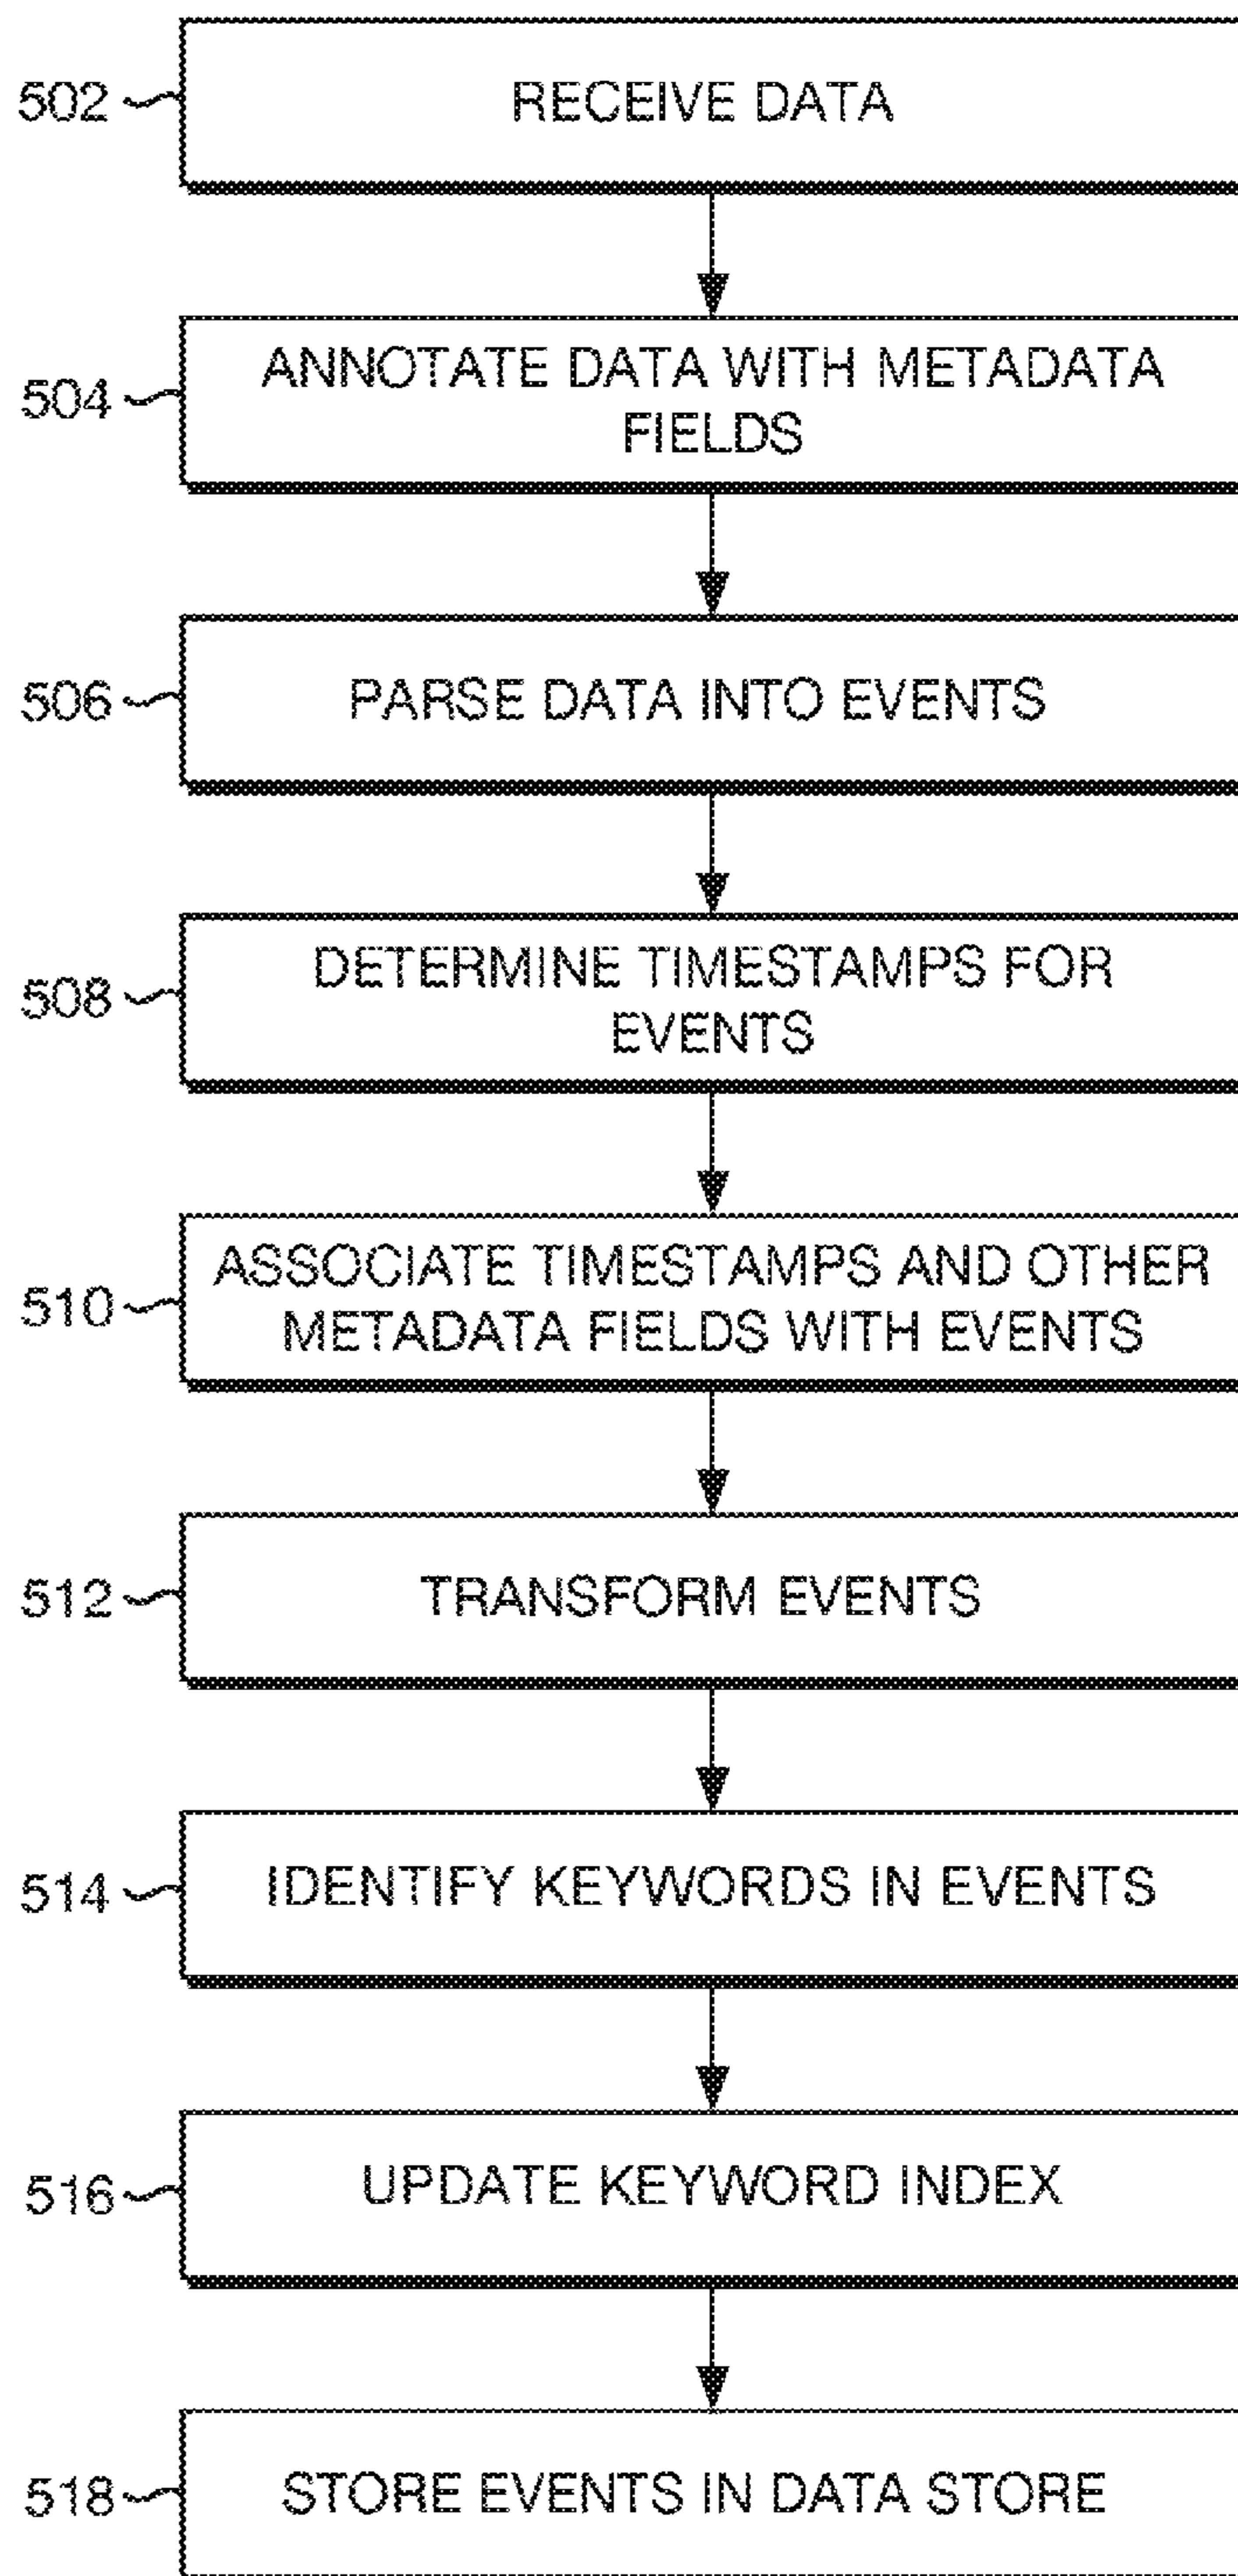 502
RECEIVE DATA
504
ANNOTATE DATA WITH METADATA
FIELDS
506
PARSE DATA INTO EVENTS
508
DETERMINE TIMESTAMPS FOR
EVENTS
510
ASSOCIATE TIMESTAMPS AND OTHER
METADATA FIELDS WITH EVENTS
512
TRANSFORM EVENTS
514
IDENTIFY KEYWORDS IN EVENTS
516
UPDATE KEYWORD INDEX
518
STORE EVENTS IN DATA STORE